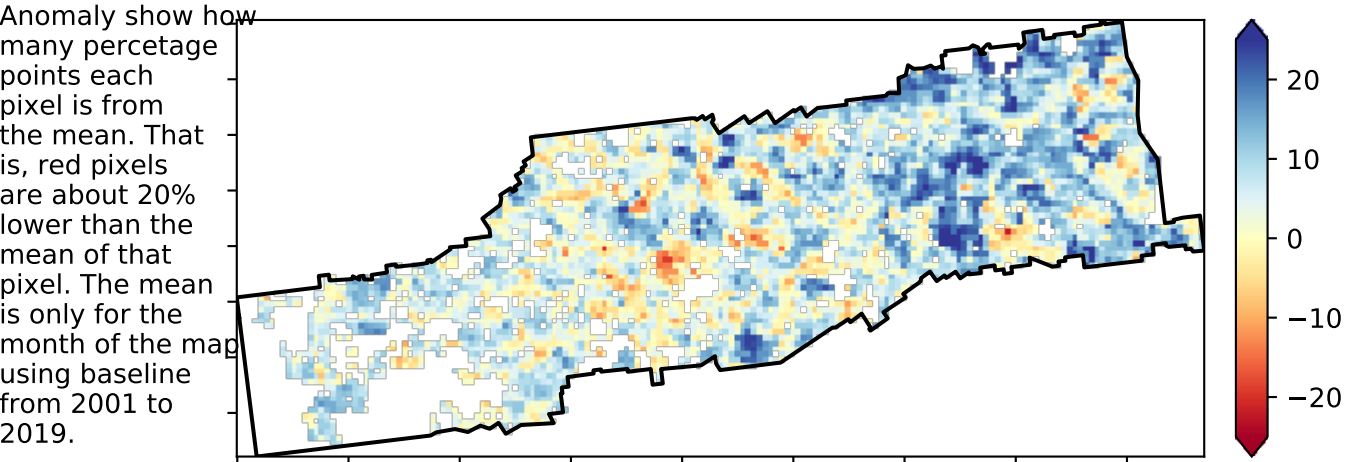 Anomaly show how
many percetage
points each
pixel is from
the mean. That
is, red pixels
are about 20%
lower than the
mean of that
pixel. The mean
is only for the
month of the map
using baseline
from 2001 to
2019.
20
10
0
−10
−20